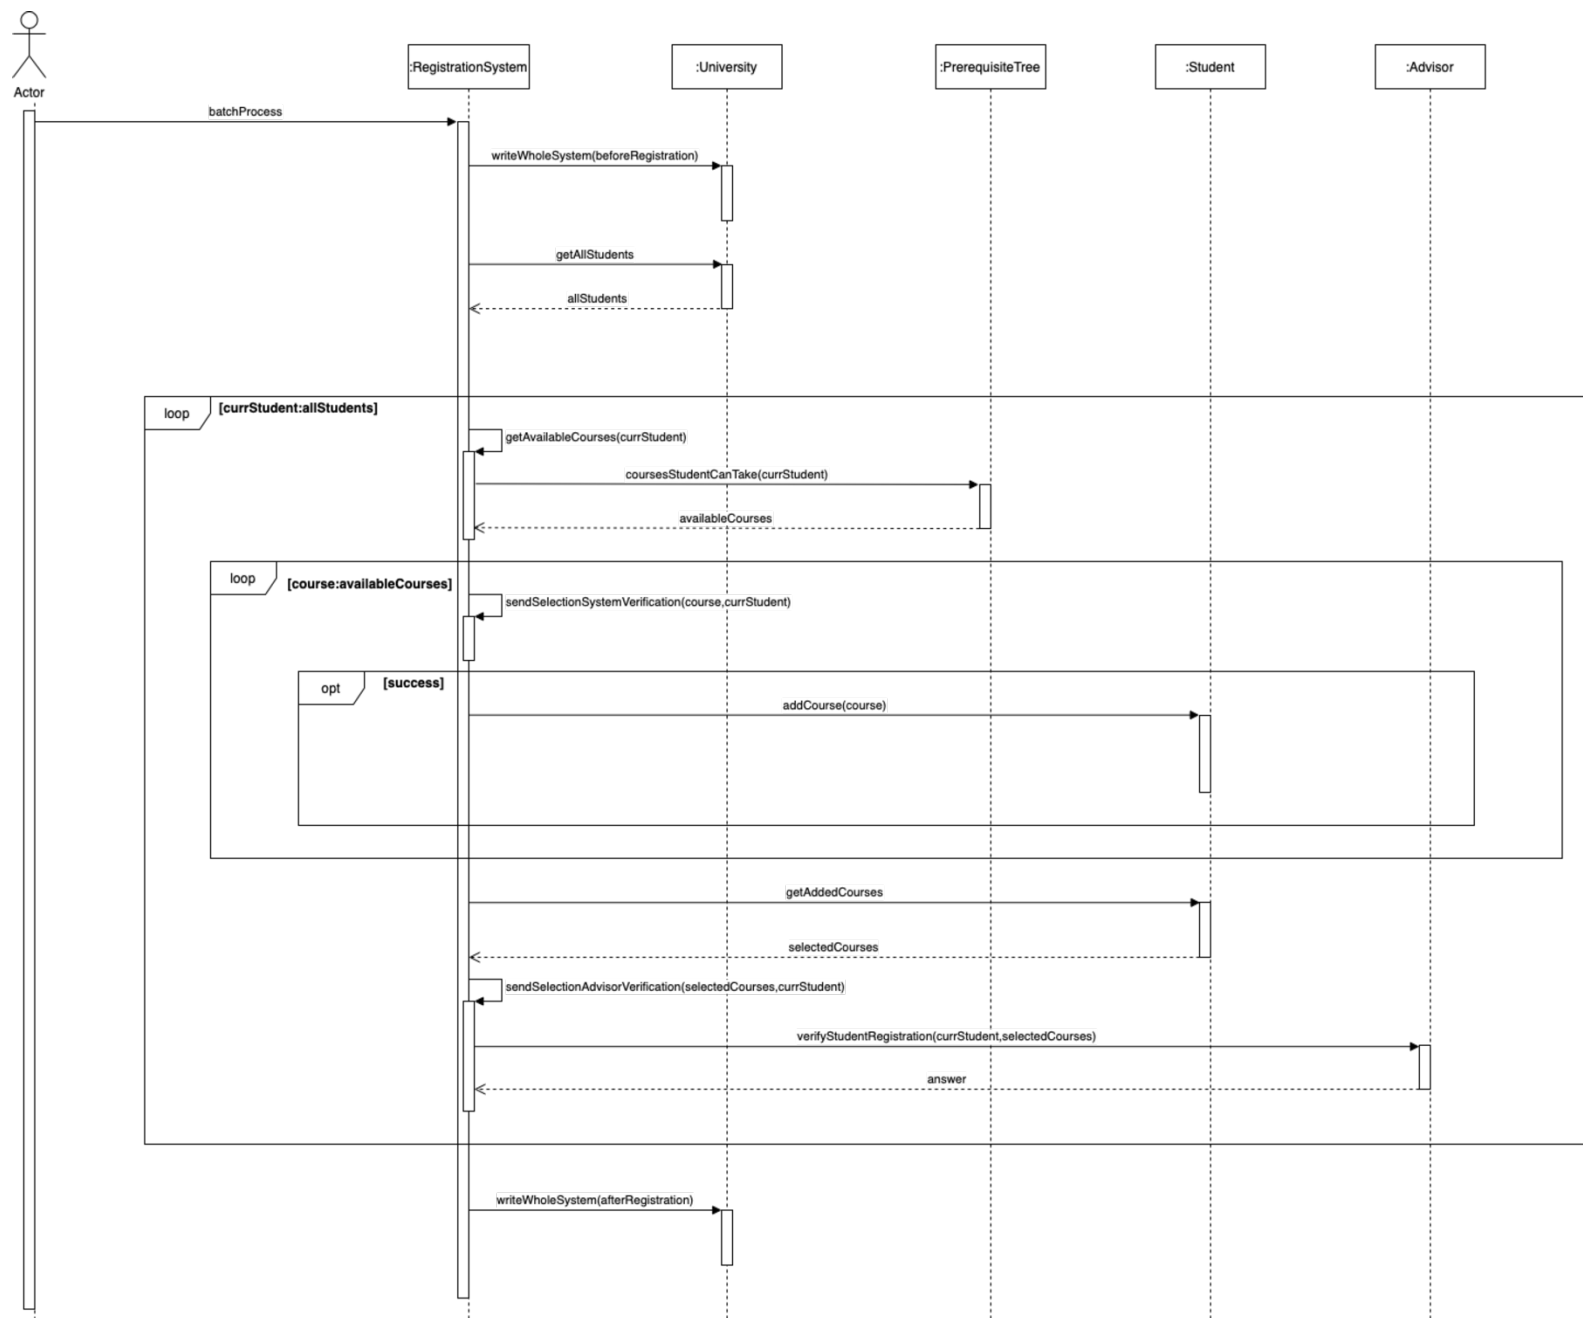 Actor
:RegistrationSystem
:University
:PrerequisiteTree
:Student
:Advisor
batchProcess
writeWholeSystem(beforeRegistration)
getAllStudents
allStudents
loop
[currStudent:allStudents]
getAvailableCourses(currStudent)
coursesStudentCanTake(currStudent)
availableCourses
loop
[course:availableCourses]
sendSelectionSystemVerification(course,currStudent)
opt
[success]
addCourse(course)
getAddedCourses
selectedCourses
sendSelectionAdvisorVerification(selectedCourses,currStudent)
verifyStudentRegistration(currStudent,selectedCourses)
answer
writeWholeSystem(afterRegistration)